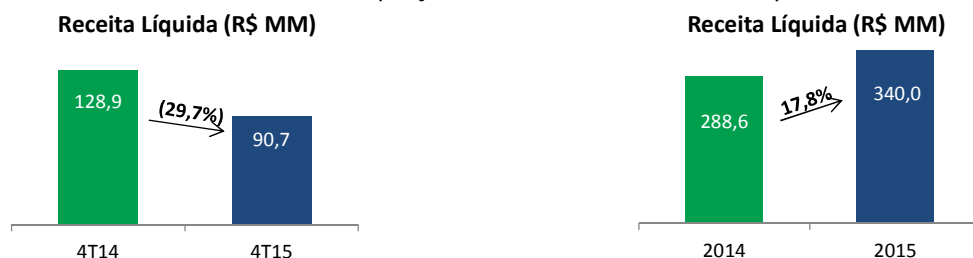 Receita Líquida (R$ MM)
128,9
(29,7%)
90,7
4T14
4T15
Receita Líquida (R$ MM)
288,6
17,8%
340,0
2014
2015